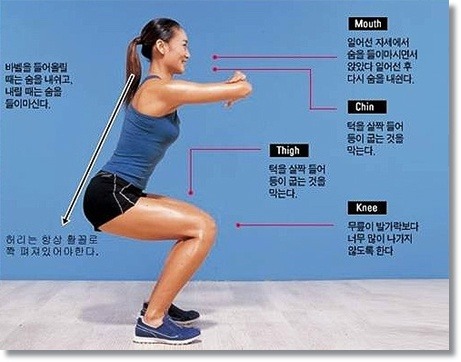 바벨을 들어올릴
때는 숨을 내쉬고,
내릴 때는 숨을
들이마신다.
허리는 항상 활꼴로
쫙 펴져있어야한다.
Mouth
일어선 자세에서
숨을 들이마시면서
앉았다 일어선 후
다시 숨을 내쉰다.
Chin
턱을 살짝 들어
등이 굽는 것을
막는다.
Thigh
턱을 살짝 들어
등이 굽는 것을
막는다.
Knee
무릎이 발가락보다
너무 많이 나가지
않도록 한다